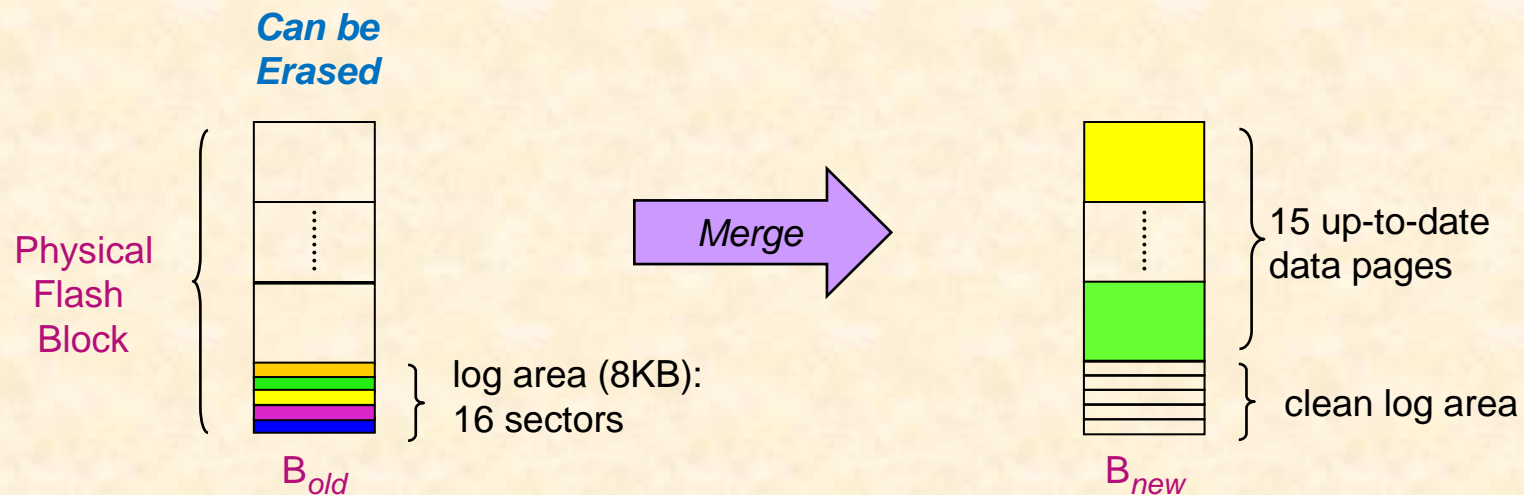 Can be
Erased
Physical
Flash
Block
log area (8KB):
16 sectors
B_old
Merge
15 up-to-date
data pages
clean log area
B_new